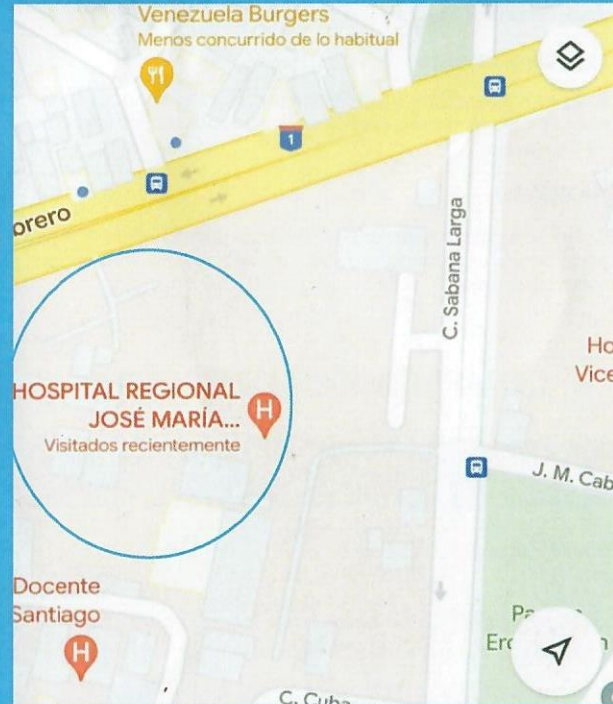 Venezuela Burgers
Menos concurrido de lo habitual
1
orero
C. Sabana Larga
HOSPITAL REGIONAL
JOSÉ MARÍA...
Visitados recientemente
H
Ho
Vice
J. M. Cab
Docente
Santiago
H
C. Cuba